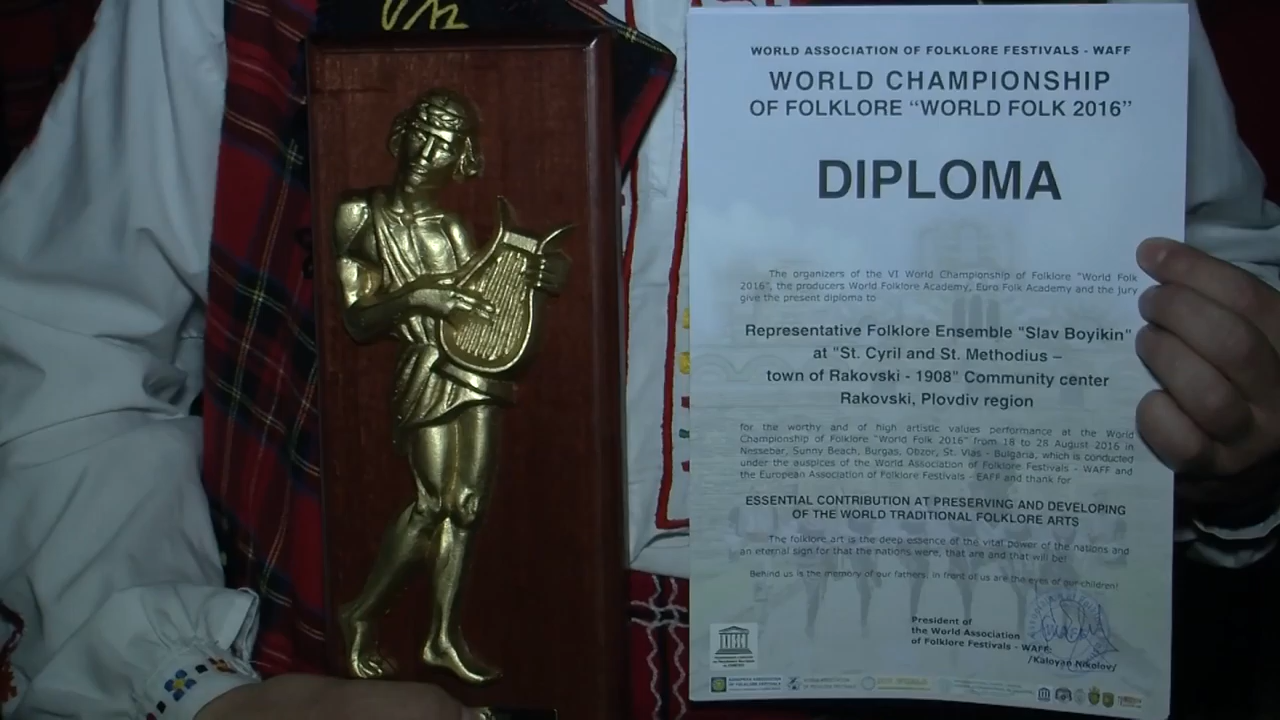 WORLD ASSOCIATION OF FOLKLORE FESTIVALS - WAFF
WORLD CHAMPIONSHIP
OF FOLKLORE “WORLD FOLK 2016”
DIPLOMA
The organizers of the VI World Championship of Folklore "World Folk
2016", the producers World Folklore Academy, Euro Folk Academy and the jury
give the present diploma to
Representative Folklore Ensemble "Slav Boyikin"
at "St. Cyril and St. Methodius –
town of Rakovski - 1908" Community center
Rakovski, Plovdiv region
for the worthy and of high artistic values performance at the World
Championship of Folklore "World Folk 2016" from 18 to 28 August 2016 in
Nessebar, Sunny Beach, Burgas, Obzor, St. Vlas - Bulgaria, which is conducted
under the auspices of the World Association of Folklore Festivals - WAFF and
the European Association of Folklore Festivals - EAFF and thank for
ESSENTIAL CONTRIBUTION AT PRESERVING AND DEVELOPING
OF THE WORLD TRADITIONAL FOLKLORE ARTS
The folklore art is the deep essence of the vital power of the nations and
an eternal sign for that the nations were, that are and that will be!
Behind us is the memory of our fathers, in front of us are the eyes of our children!
President of
the World Association
of Folklore Festivals - WAFF:
/Kaloyan Nikolov/
EUROPEAN ASSOCIATION
OF FOLKLORE FESTIVALS